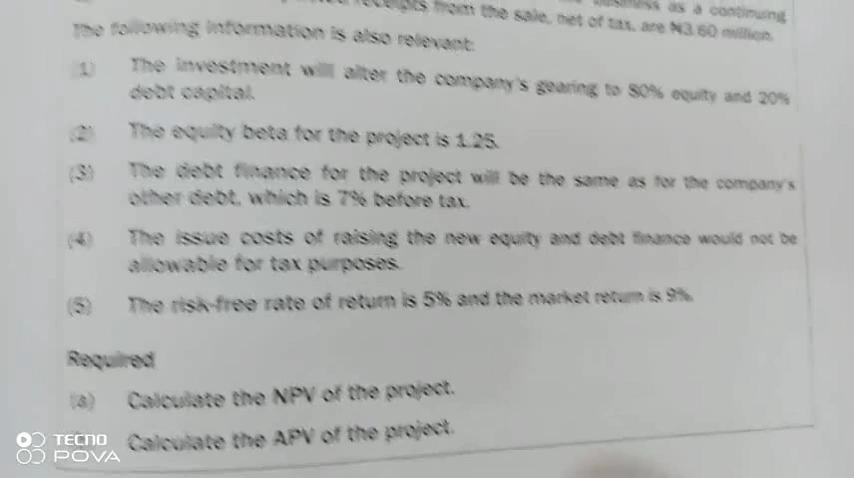 as a continuing
receipts from the sale, net of tax, are ₦3.60 million.
The following information is also relevant:
(1) The investment will alter the company's gearing to 80% equity and 20%
debt capital.
(2) The equity beta for the project is 1.25.
(3) The debt finance for the project will be the same as for the company's
other debt, which is 7% before tax.
(4) The issue costs of raising the new equity and debt finance would not be
allowable for tax purposes.
(5) The risk-free rate of return is 5% and the market return is 9%.
Required
(a) Calculate the NPV of the project.
Calculate the APV of the project.
TECNO
POVA